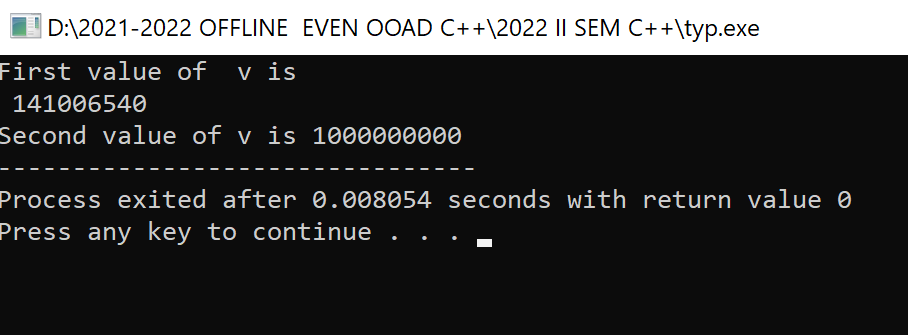 D:\2021-2022 OFFLINE  EVEN OOAD C++\2022 II SEM C++\typ.exe
First value of  v is
 141006540
Second value of v is 1000000000
--------------------------------
Process exited after 0.008054 seconds with return value 0
Press any key to continue . . .